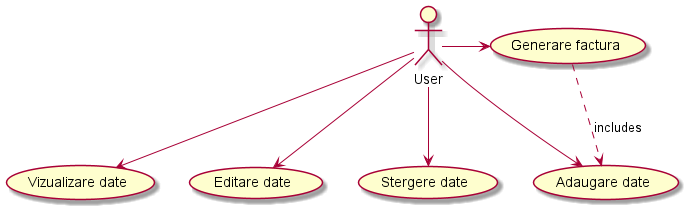 Generare factura
User
includes
Vizualizare date
Editare date
Stergere date
Adaugare date